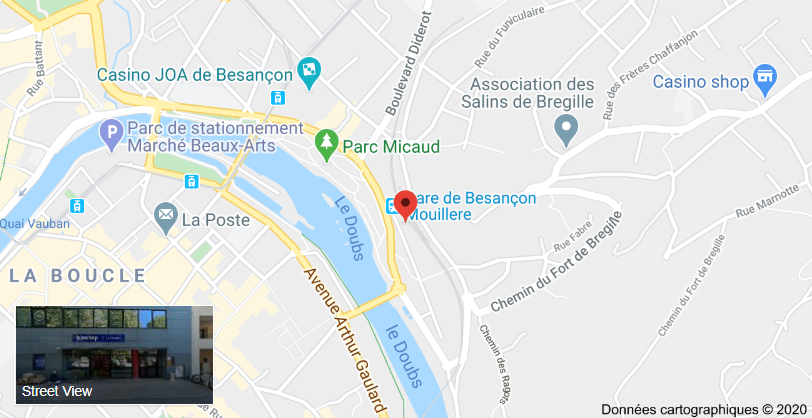 Rue du Funiculaire
Boulevard Diderot
Rue des Frères Chaffanjon
Rue Battant
Casino JOA de Besançon
Association des
Salins de Bregille
Casino shop
Parc de stationnement
Marché Beaux-Arts
Parc Micaud
are de Besançon
Mouillere
Rue Marnotte
Quai Vauban
La Poste
le Doubs
Rue Fabre
Chemin du Fort de Bregille
Chemin du Fort de Bregille
LA BOUCLE
Avenue Arthur Gaulard
le Doubs
Chemin des Ragots
Street View
Données cartographiques © 2020